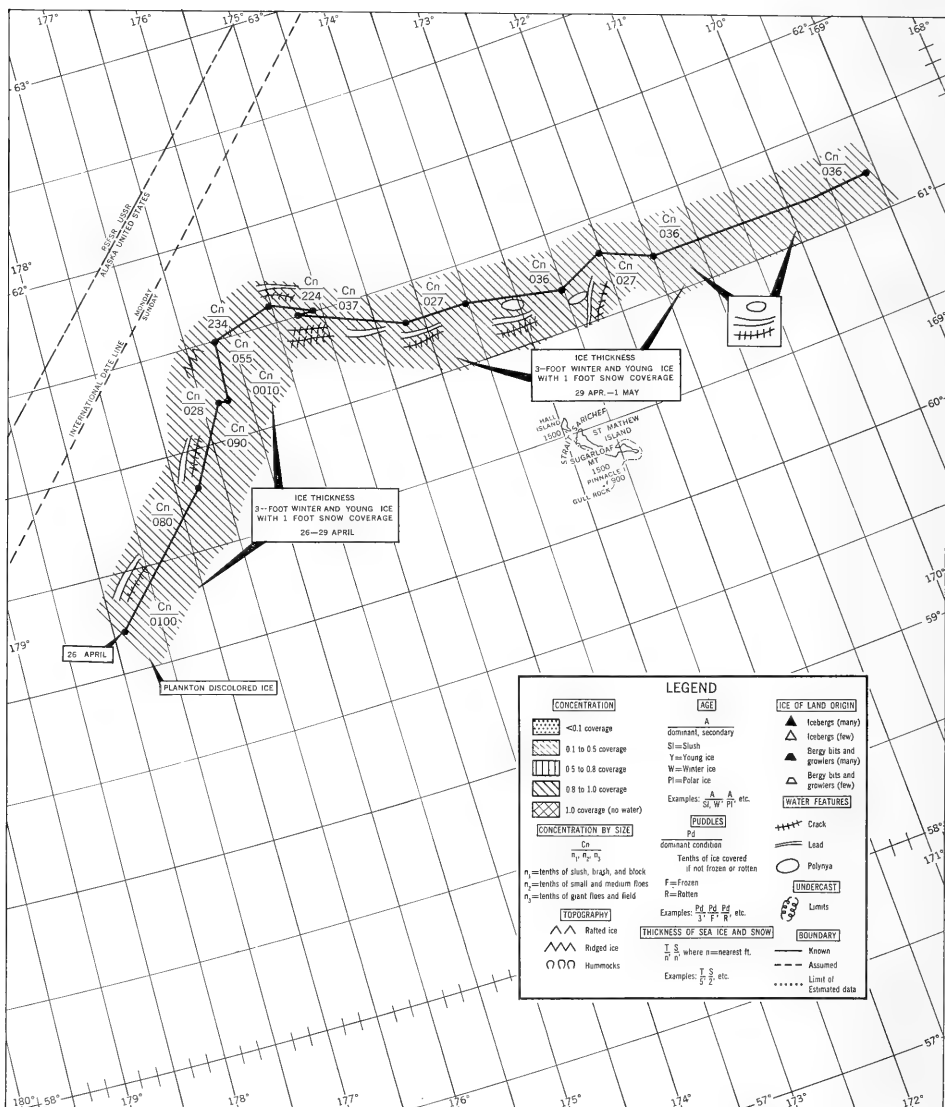 177°
176°
175°
63°
174°
173°
172°
171°
170°
62°
169°
168°
63°
RSFSR USSR
ALASKA UNITED STATES
MONDAY
SUNDAY
INTERNATIONAL DATE LINE
178°
62°
61°
169°
60°
170°
59°
58°
171°
57°
179°
Cn
036
Cn
036
Cn
036
Cn
027
Cn
027
Cn
037
Cn
224
Cn
234
Cn
055
Cn
0010
Cn
028
Cn
090
Cn
080
Cn
0100
ICE THICKNESS
3-FOOT WINTER AND YOUNG ICE
WITH 1 FOOT SNOW COVERAGE
29 APR.—1 MAY
HALL
ISLAND
1500
STRAIT SARICHEF
ST MATHEW
ISLAND
SUGARLOAF
MT
1500
PINNACLE
900
GULL ROCK
ICE THICKNESS
3--FOOT WINTER AND YOUNG ICE
WITH 1 FOOT SNOW COVERAGE
26—29 APRIL
26 APRIL
PLANKTON DISCOLORED ICE
LEGEND
CONCENTRATION
<0.1 coverage
0.1 to 0.5 coverage
0.5 to 0.8 coverage
0.8 to 1.0 coverage
1.0 coverage (no water)
CONCENTRATION BY SIZE
Cn
n₁, n₂, n₃
n₁=tenths of slush, brash, and block
n₂=tenths of small and medium floes
n₃=tenths of giant floes and field
TOPOGRAPHY
Rafted ice
Ridged ice
Hummocks
AGE
A
dominant, secondary
Sl=Slush
Y=Young ice
W=Winter ice
Pl=Polar ice
Examples: A/Sl, W, A/Pl, etc.
PUDDLES
Pd
dominant condition
Tenths of ice covered
if not frozen or rotten
F=Frozen
R=Rotten
Examples: Pd/3, Pd/F, Pd/R, etc.
THICKNESS OF SEA ICE AND SNOW
T/n, S/n, where n=nearest ft.
Examples: T/5, S/2, etc.
ICE OF LAND ORIGIN
Icebergs (many)
Icebergs (few)
Bergy bits and
growlers (many)
Bergy bits and
growlers (few)
WATER FEATURES
Crack
Lead
Polynya
UNDERCAST
Limits
BOUNDARY
Known
Assumed
Limit of
Estimated data
180°
58°
179°
178°
57°
177°
176°
175°
56°
174°
173°
172°